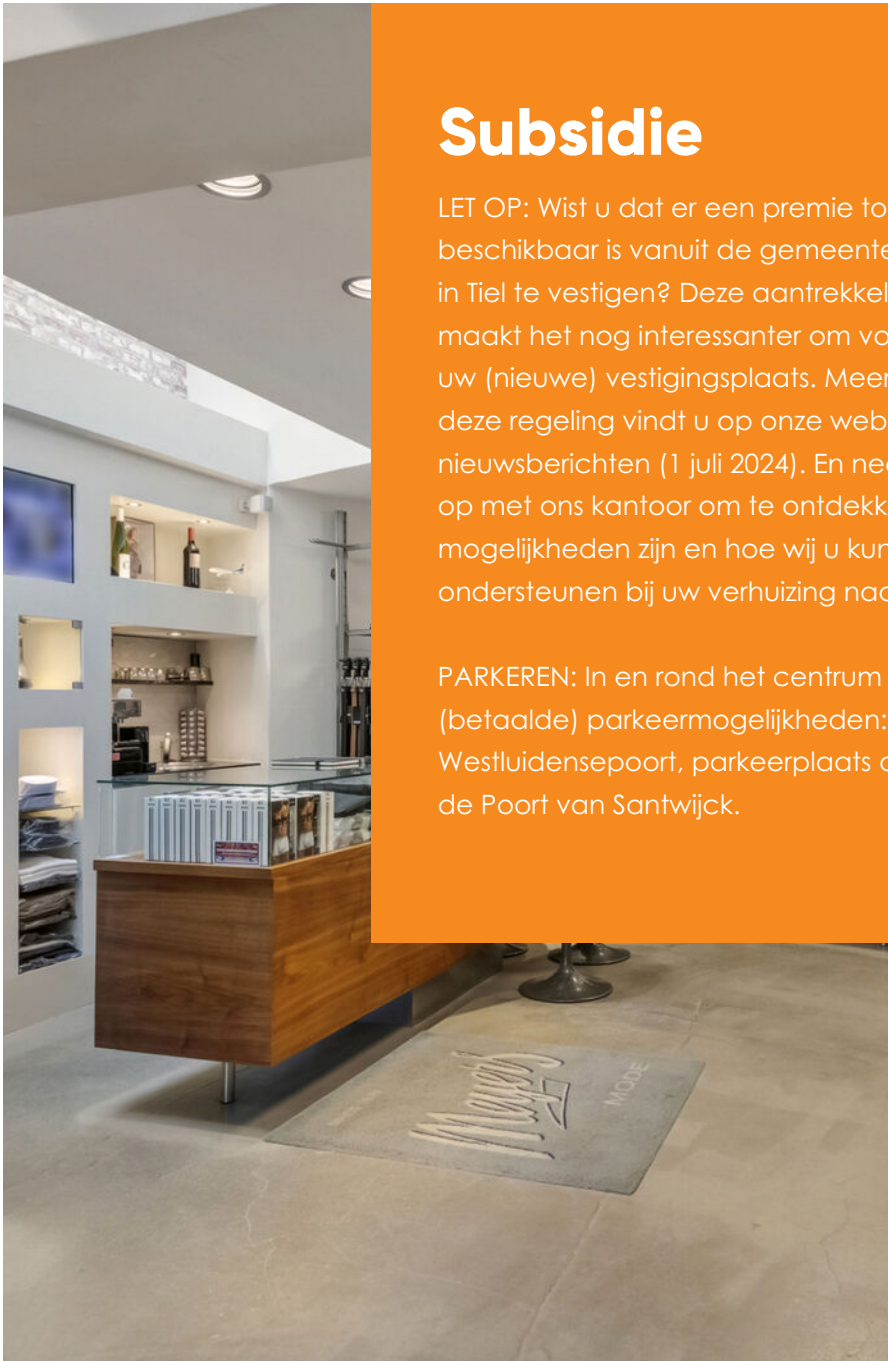 Subsidie
LET OP: Wist u dat er een premie to
beschikbaar is vanuit de gemeente
in Tiel te vestigen? Deze aantrekkel
maakt het nog interessanter om vo
uw (nieuwe) vestigingsplaats. Meer
deze regeling vindt u op onze web
nieuwsberichten (1 juli 2024). En nee
op met ons kantoor om te ontdekk
mogelijkheden zijn en hoe wij u kun
ondersteunen bij uw verhuizing naa
PARKEREN: In en rond het centrum
(betaalde) parkeermogelijkheden:
Westluidensepoort, parkeerplaats
de Poort van Santwijck.
MODE